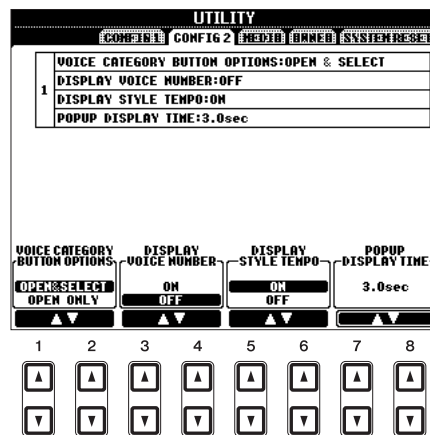 UTILITY
CONFIG 1 CONFIG 2 MEDIA OWNER SYSTEM RESET
VOICE CATEGORY BUTTON OPTIONS:OPEN & SELECT
1
DISPLAY VOICE NUMBER:OFF
DISPLAY STYLE TEMPO:ON
POPUP DISPLAY TIME:3.0sec
VOICE CATEGORY BUTTON OPTIONS
DISPLAY VOICE NUMBER
DISPLAY STYLE TEMPO
POPUP DISPLAY TIME
OPEN&SELECT ON ON 3.0sec
OPEN ONLY OFF OFF
1 2 3 4 5 6 7 8